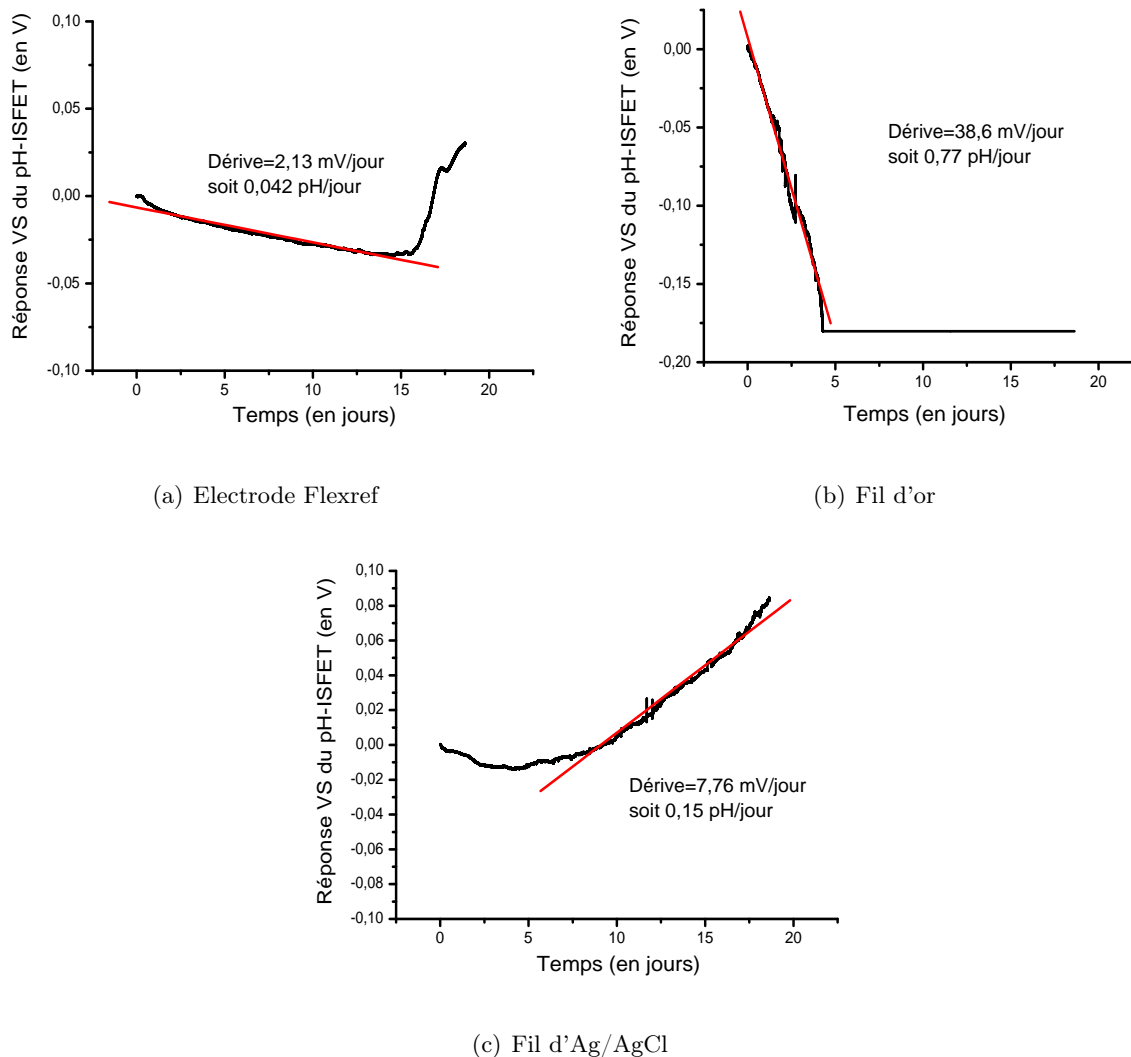 Réponse VS du pH-ISFET (en V)
0,10
0,05
0,00
-0,05
-0,10
Dérive=2,13 mV/jour
soit 0,042 pH/jour
0 5 10 15 20
Temps (en jours)
(a) Electrode Flexref
Réponse VS du pH-ISFET (en V)
0,00
-0,05
-0,10
-0,15
-0,20
Dérive=38,6 mV/jour
soit 0,77 pH/jour
0 5 10 15 20
Temps (en jours)
(b) Fil d'or
Réponse VS du pH-ISFET (en V)
0,10
0,08
0,06
0,04
0,02
0,00
-0,02
-0,04
-0,06
-0,08
-0,10
Dérive=7,76 mV/jour
soit 0,15 pH/jour
0 5 10 15 20
Temps (en jours)
(c) Fil d'Ag/AgCl